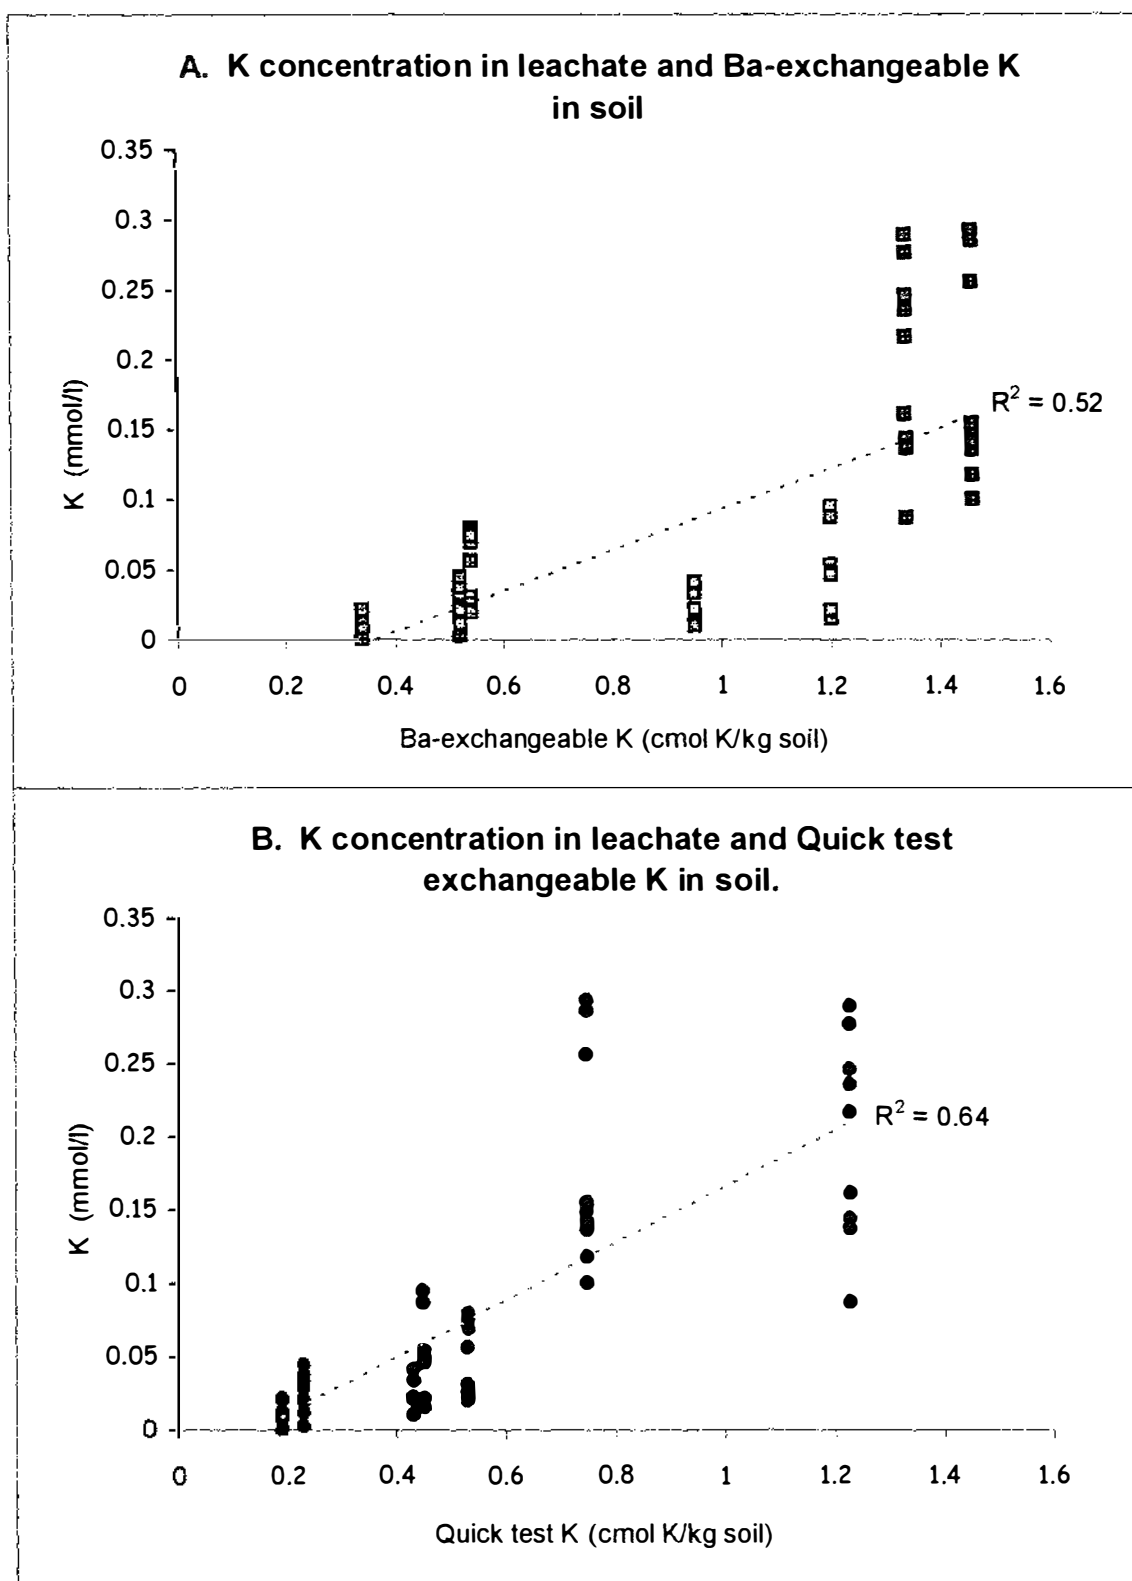 A. K concentration in leachate and Ba-exchangeable K
in soil
0.35
0.3
0.25
0.2
0.15
0.1
0.05
0
K (mmol/l)
R² = 0.52
0 0.2 0.4 0.6 0.8 1 1.2 1.4 1.6
Ba-exchangeable K (cmol K/kg soil)
B. K concentration in leachate and Quick test
exchangeable K in soil.
0.35
0.3
0.25
0.2
0.15
0.1
0.05
0
K (mmol/l)
R² = 0.64
0 0.2 0.4 0.6 0.8 1 1.2 1.4 1.6
Quick test K (cmol K/kg soil)